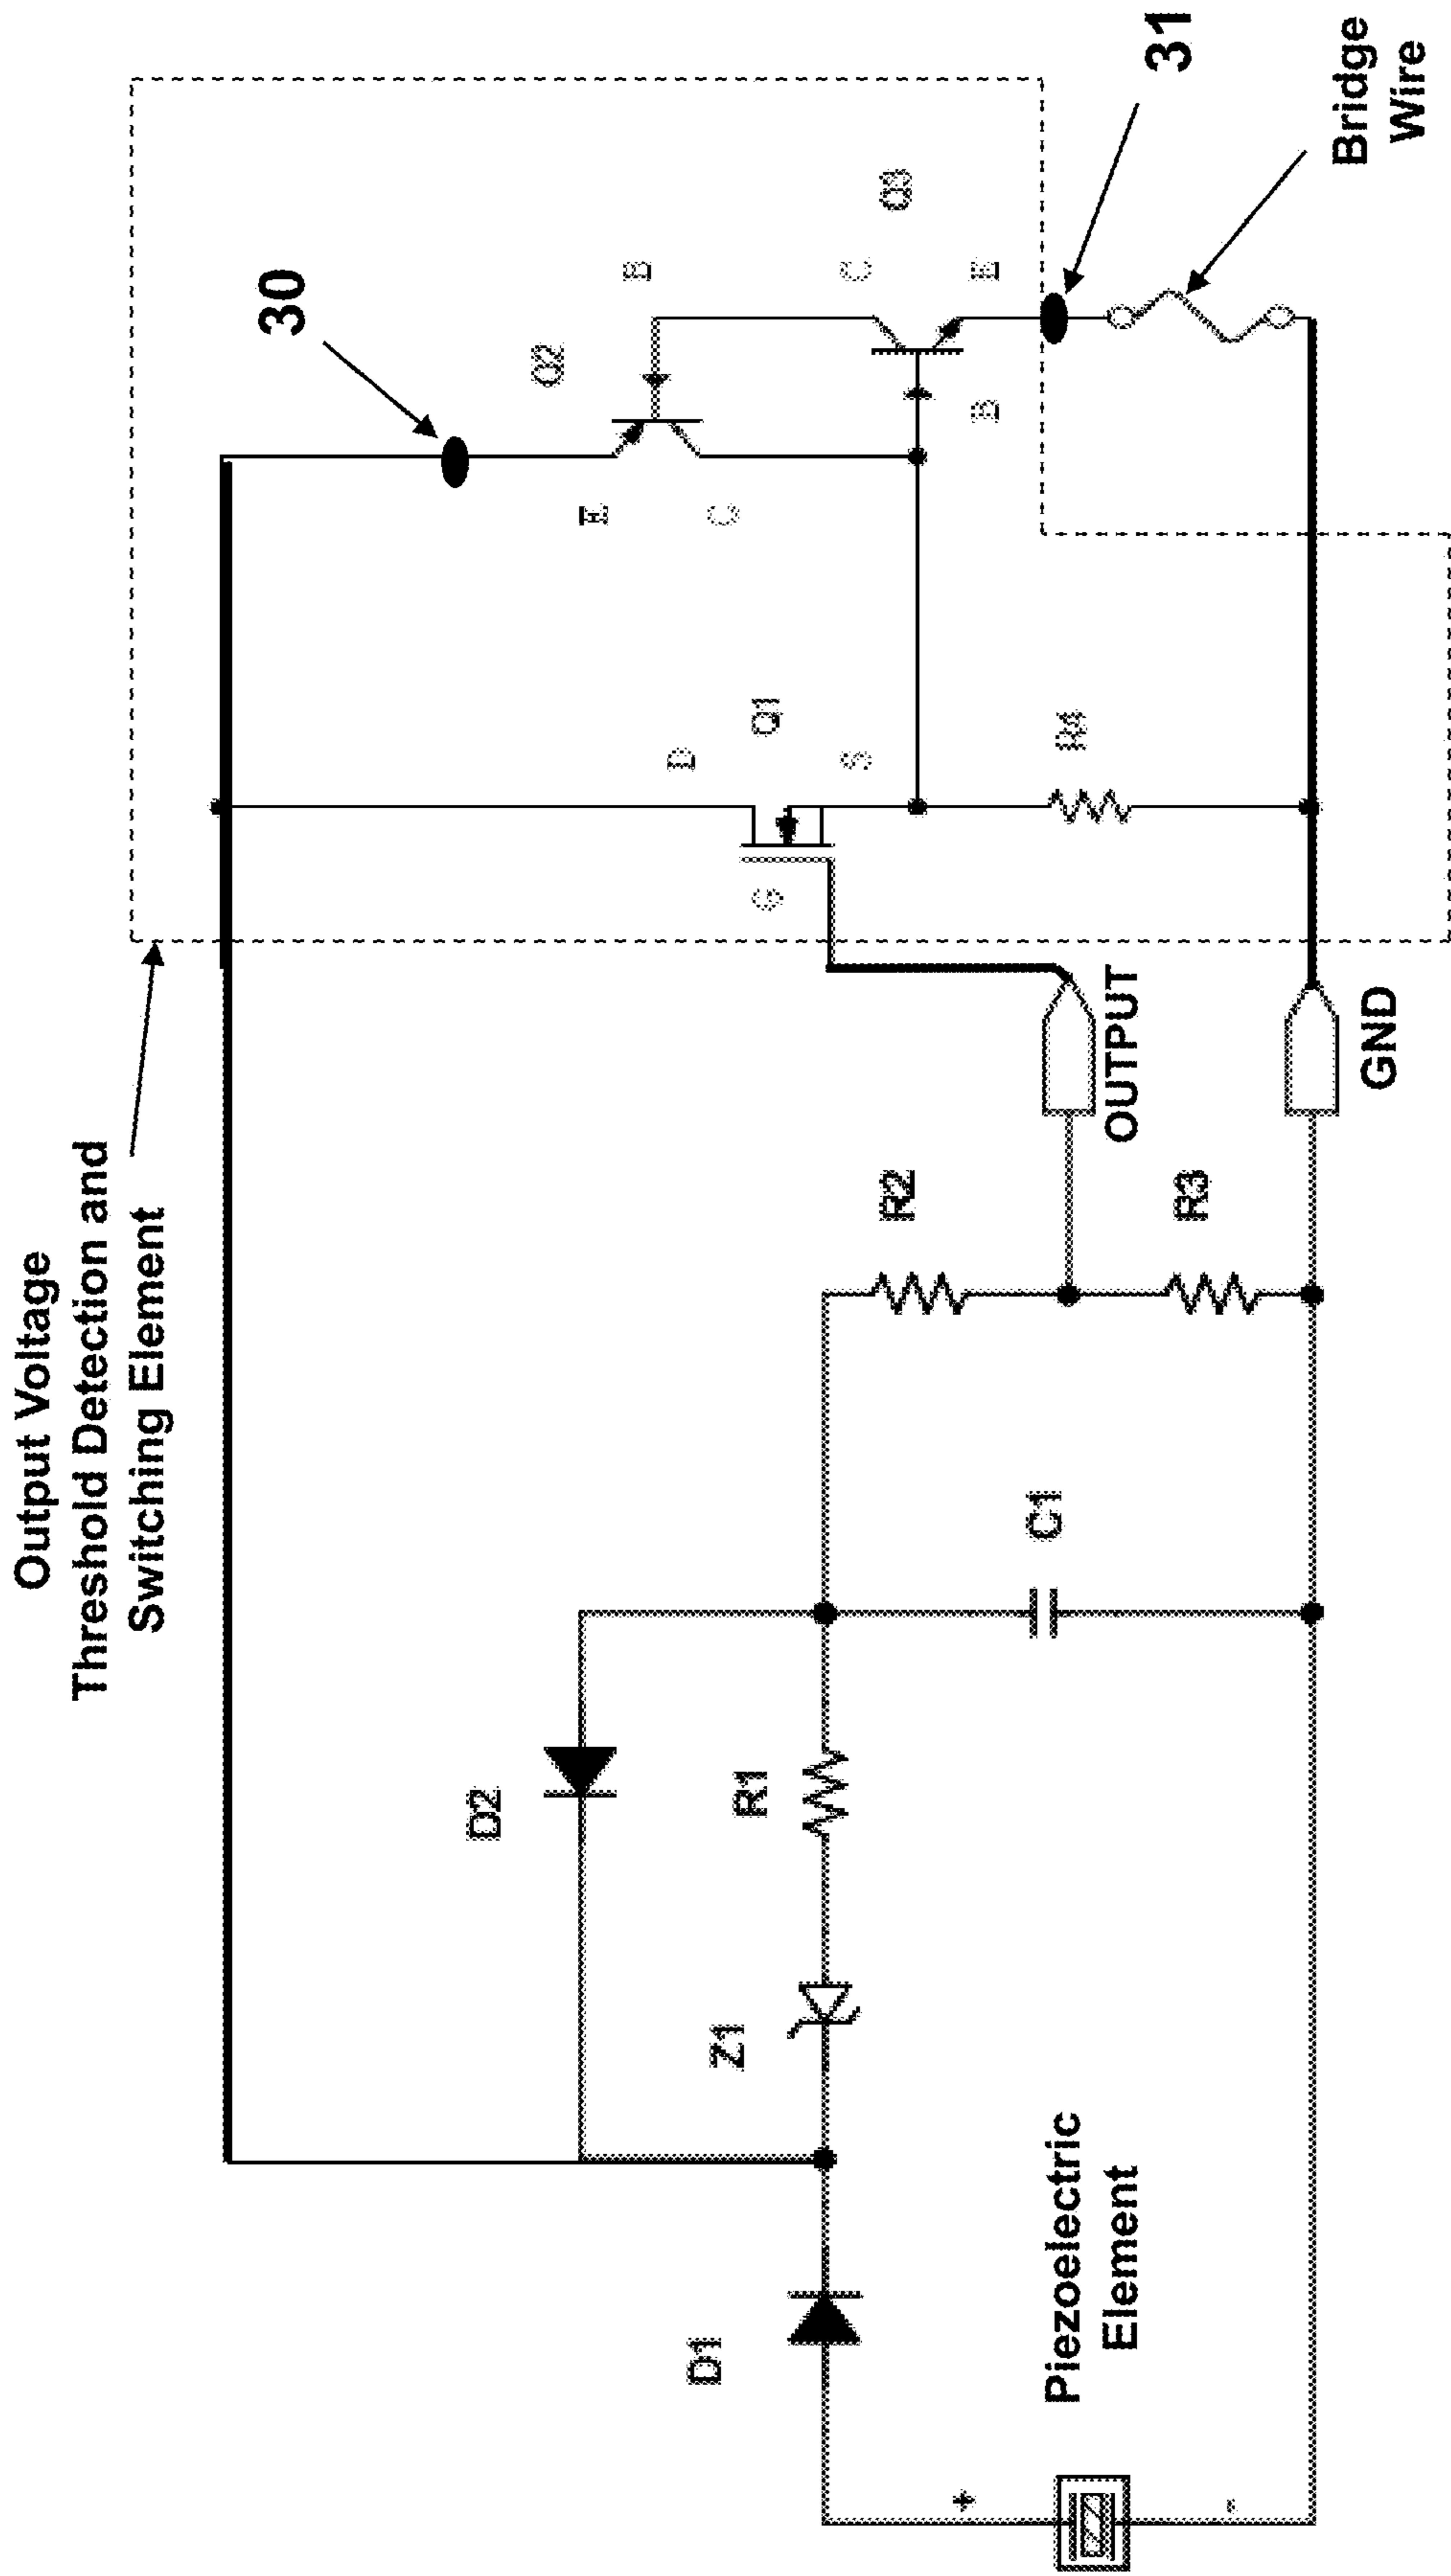 Output Voltage
Threshold Detection and
Switching Element
30
31
Bridge
Wire
Q1
D
G
S
Q2
E
C
B
Q3
C
B
E
R4
D2
D1
Z1
R1
C1
R2
R3
OUTPUT
GND
Piezoelectric
Element
+
-